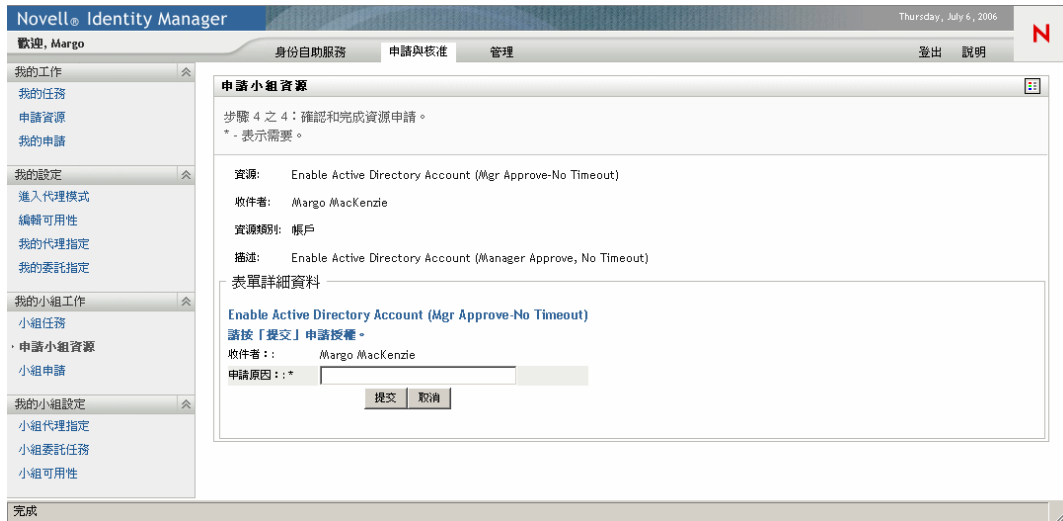 Novell® Identity Manager
Thursday, July 6, 2006
N
歡迎, Margo
身份自助服務 申請與核准 管理 登出 説明
我的工作
我的任務
申請資源
我的申請
我的設定
進入代理模式
編輯可用性
我的代理指定
我的委託指定
我的小組工作
小組任務
申請小組資源
小組申請
我的小組設定
小組代理指定
小組委託任務
小組可用性
申請小組資源
步驟 4 之 4：確認和完成資源申請。
* - 表示需要。
資源: Enable Active Directory Account (Mgr Approve-No Timeout)
收件者: Margo MacKenzie
資源類別: 帳戶
描述: Enable Active Directory Account (Manager Approve, No Timeout)
表單詳細資料
Enable Active Directory Account (Mgr Approve-No Timeout)
請按「提交」申請授權。
收件者：: Margo MacKenzie
申請原因：:*
提交 取消
完成